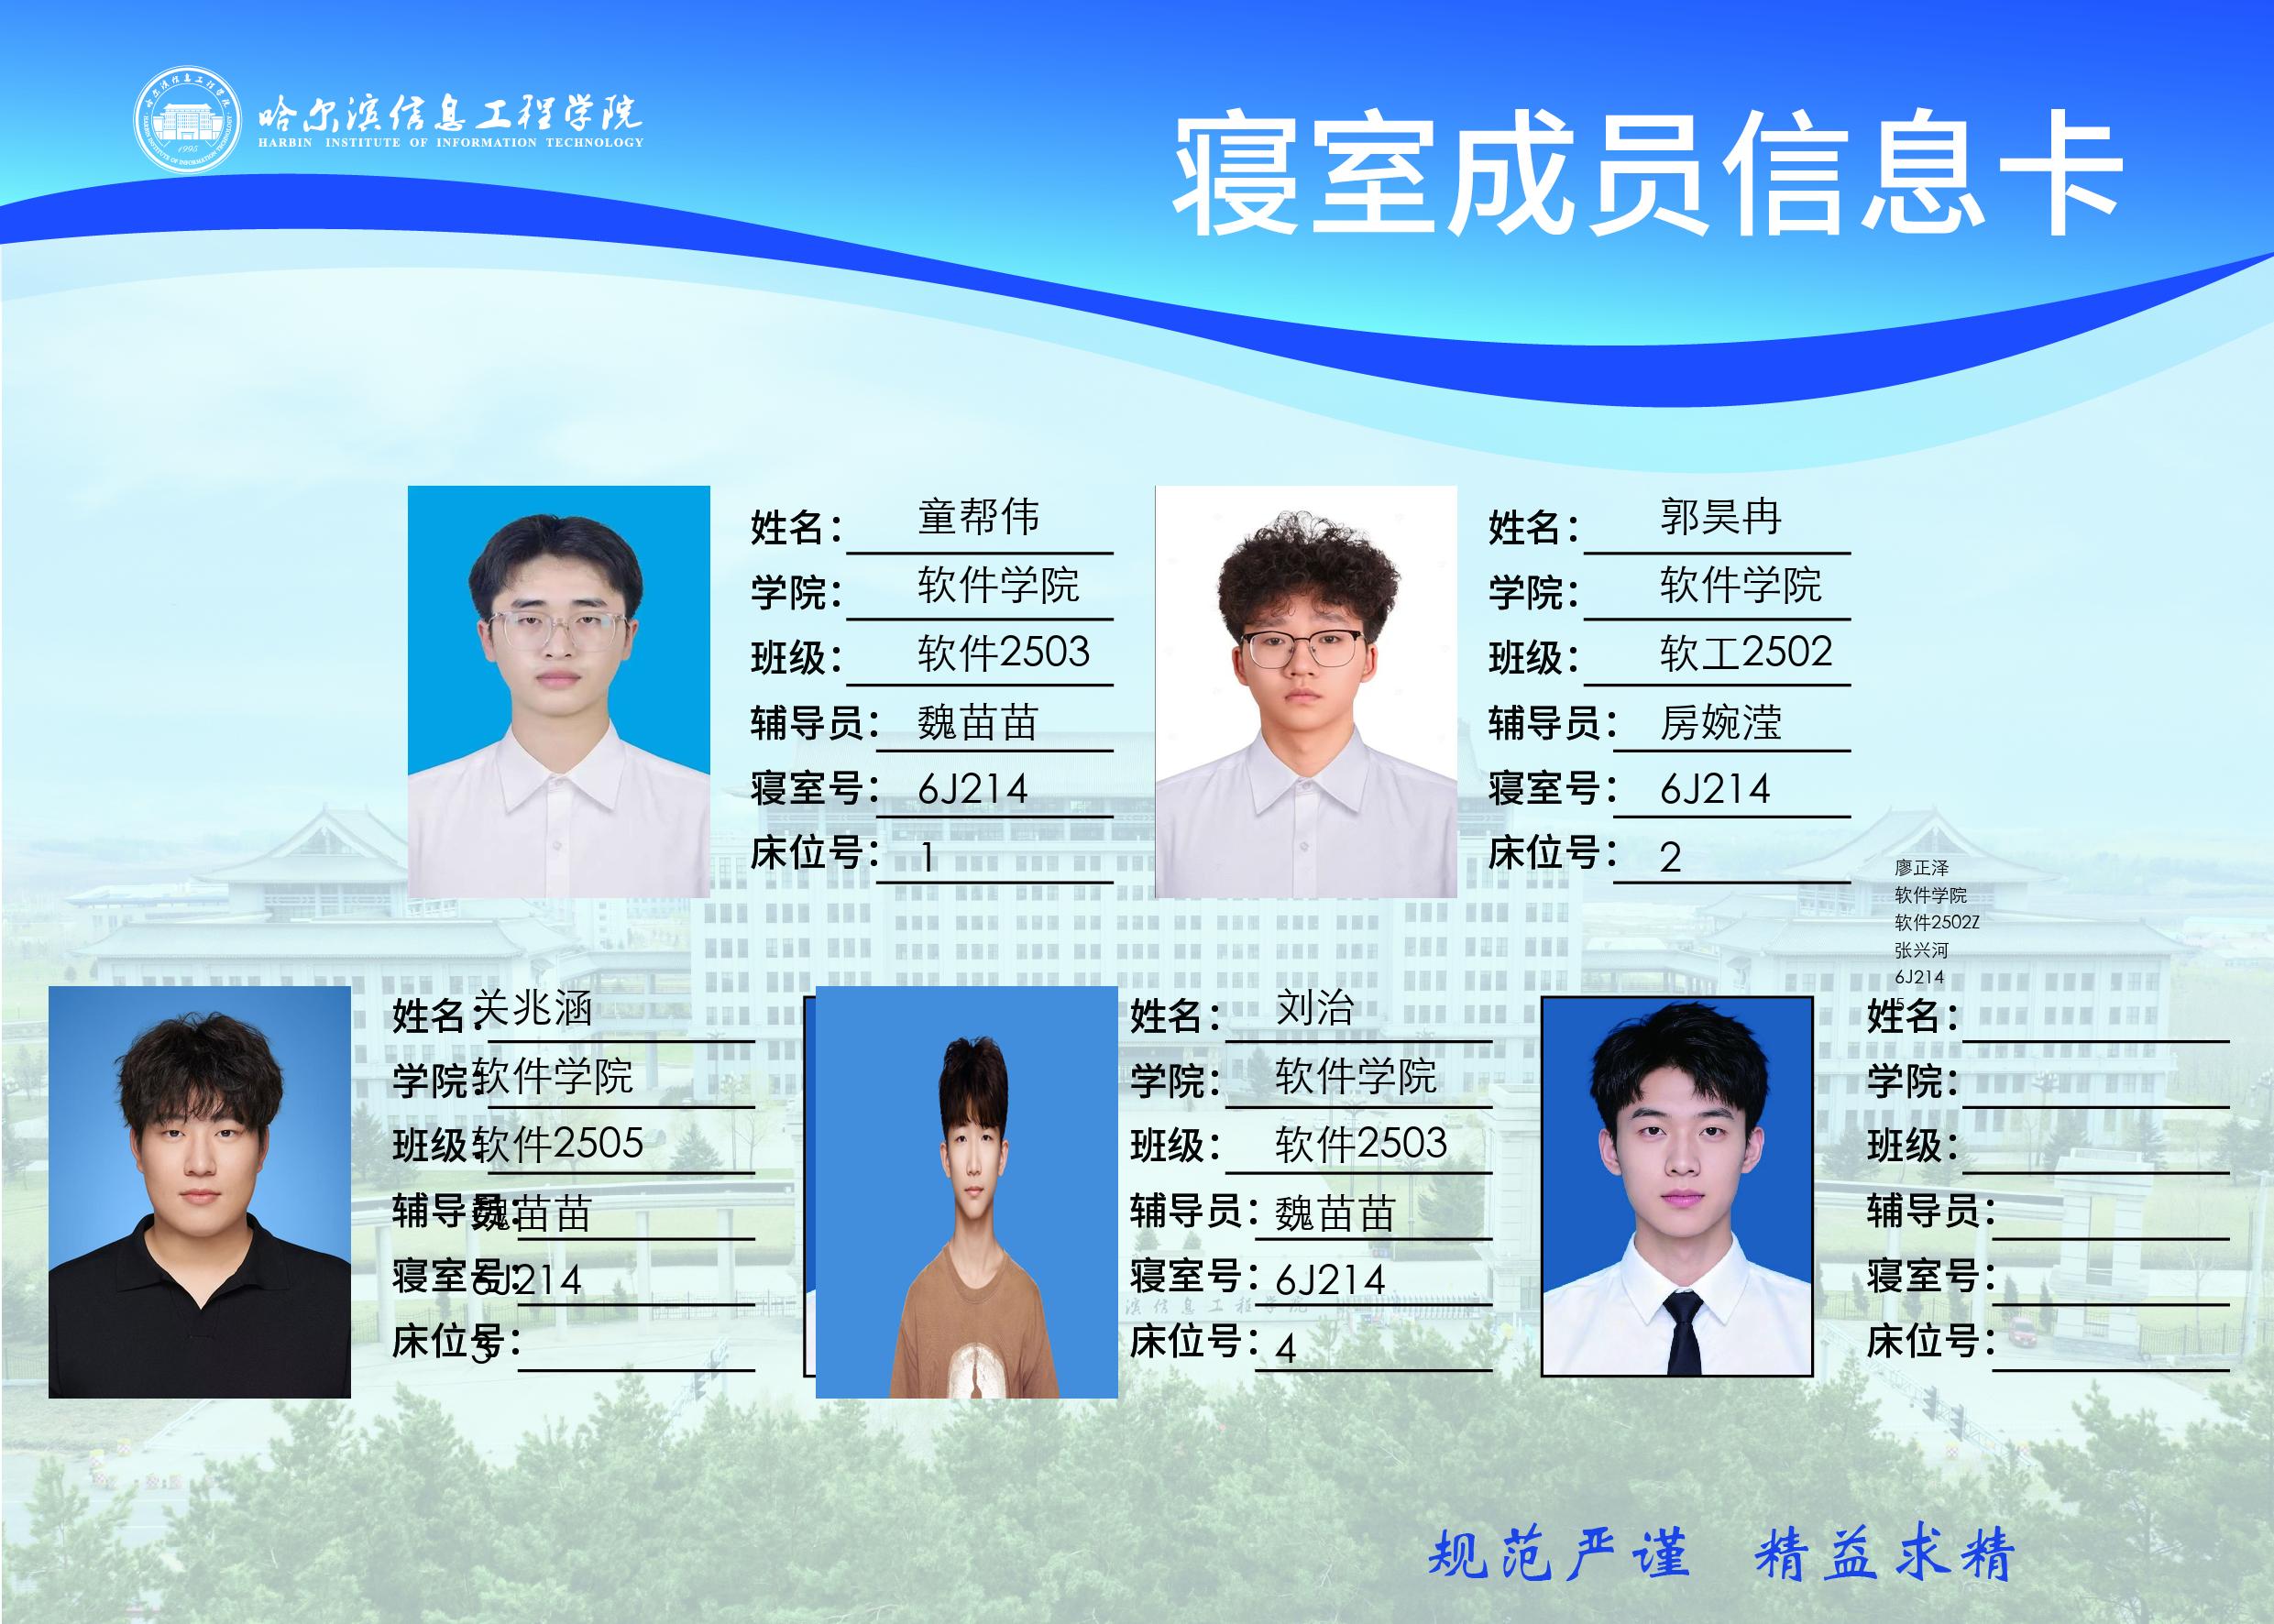 哈尔滨信息工程学院
HARBIN INSTITUTE OF INFORMATION TECHNOLOGY
1995
寝室成员信息卡
姓名： 童帮伟
学院： 软件学院
班级： 软件2503
辅导员： 魏苗苗
寝室号： 6J214
床位号： 1
姓名： 郭昊冉
学院： 软件学院
班级： 软工2502
辅导员： 房婉滢
寝室号： 6J214
床位号： 2
廖正泽
软件学院
软件2502Z
张兴河
6J214
5
姓名：关兆涵
学院：软件学院
班级：软件2505
辅导员：魏苗苗
寝室号：6J214
床位号：3
姓名： 刘治
学院： 软件学院
班级： 软件2503
辅导员： 魏苗苗
寝室号： 6J214
床位号： 4
姓名：
学院：
班级：
辅导员：
寝室号：
床位号：
规范严谨 精益求精